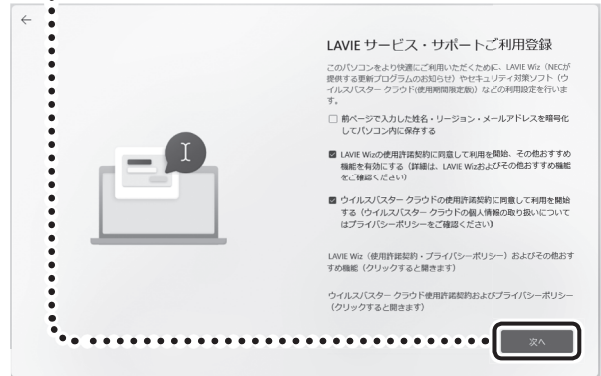 LAVIE サービス・サポートご利用登録
このパソコンをより快適にご利用いただくために、LAVIE Wiz（NECが
提供する更新プログラムのお知らせ）やセキュリティ対策ソフト（ウ
イルスバスター クラウド(使用期間限定版)）などの利用設定を行いま
す。
前ページで入力した姓名・リージョン・メールアドレスを暗号化
してパソコン内に保存する
LAVIE Wizの使用許諾契約に同意して利用を開始、その他おすすめ
機能を有効にする（詳細は、LAVIE Wizおよびその他おすすめ機能
をご確認ください）
ウイルスバスター クラウドの使用許諾契約に同意して利用を開始
する（ウイルスバスター クラウドの個人情報の取り扱いについて
はプライバシーポリシーをご確認ください）
LAVIE Wiz（使用許諾契約・プライバシーポリシー）およびその他おす
すめ機能（クリックすると開きます）
ウイルスバスター クラウド使用許諾契約およびプライバシーポリシー
（クリックすると開きます）
次へ